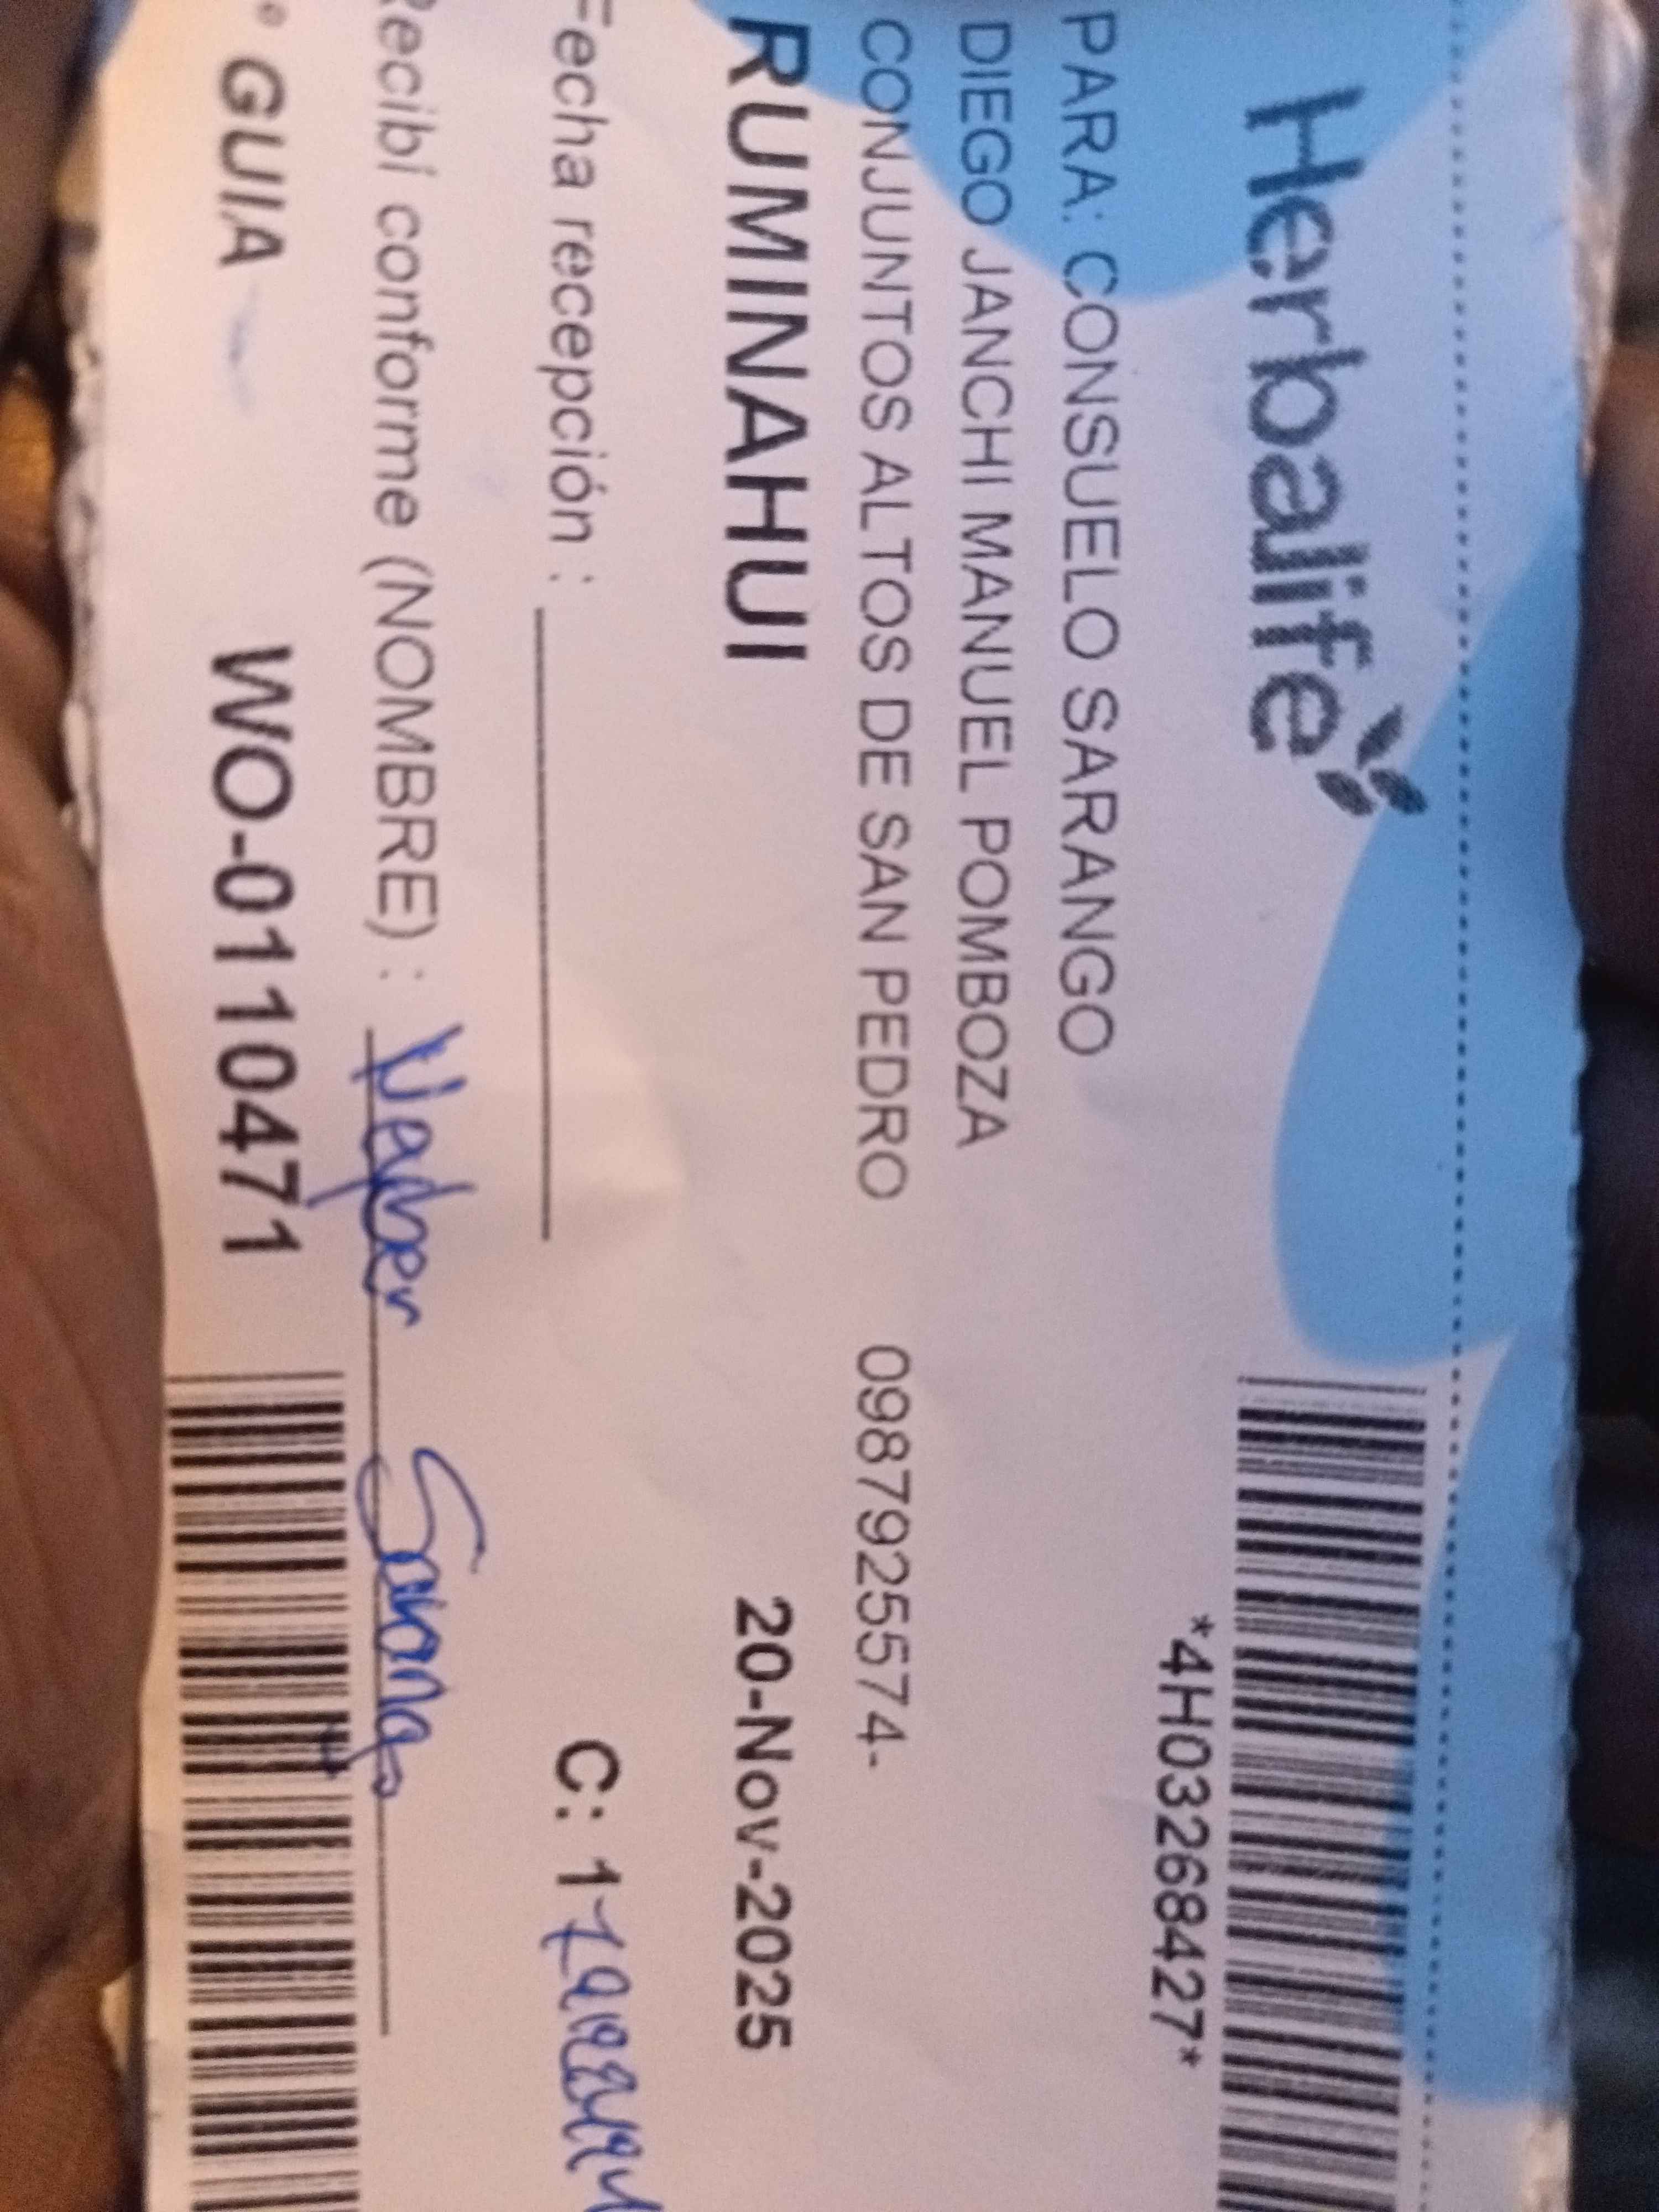 Herbalife
*4H03268427*
PARA: CONSUELO SARANGO
DIEGO JANCHI MANUEL POMBOZA
CONJUNTOS ALTOS DE SAN PEDRO 0987925574-
RUMINAHUI 20-Nov-2025
Fecha recepción : C: 1
Recibí conforme (NOMBRE) :
° GUIA WO-0110471